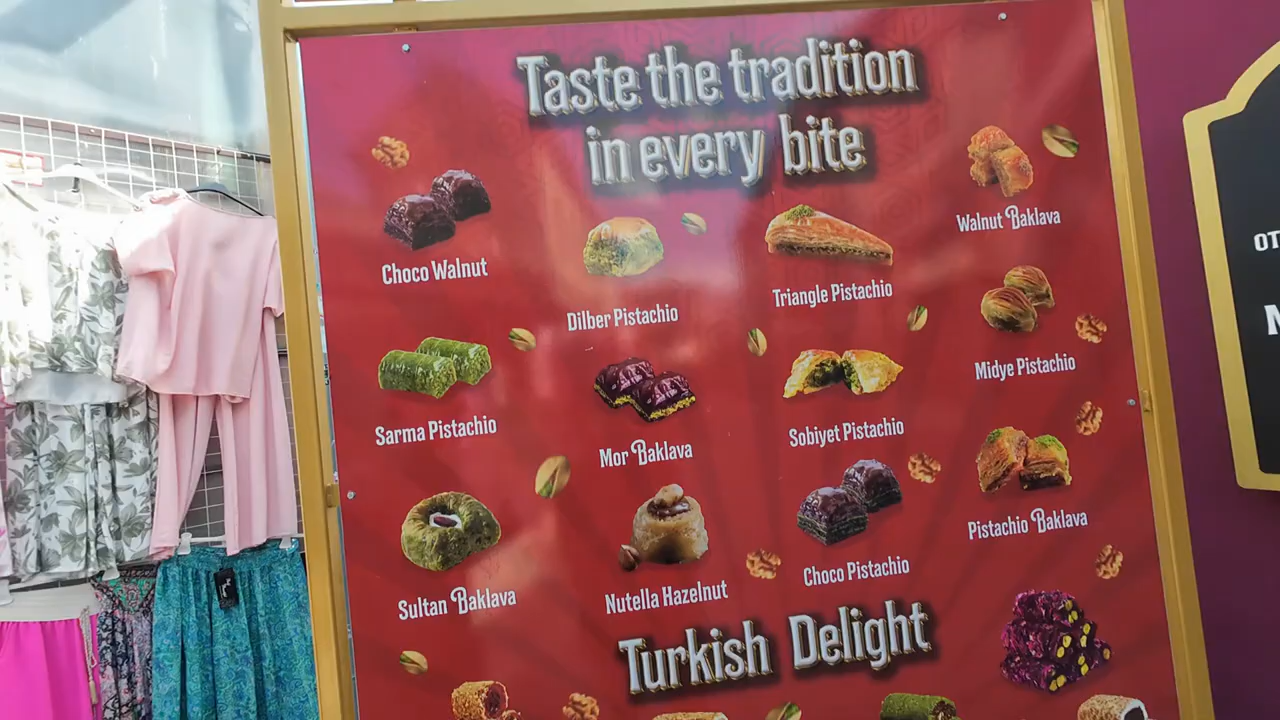 Taste the tradition
in every bite
Choco Walnut
Dilber Pistachio
Triangle Pistachio
Walnut Baklava
Sarma Pistachio
Mor Baklava
Sobiyet Pistachio
Midye Pistachio
Sultan Baklava
Nutella Hazelnut
Choco Pistachio
Pistachio Baklava
Turkish Delight